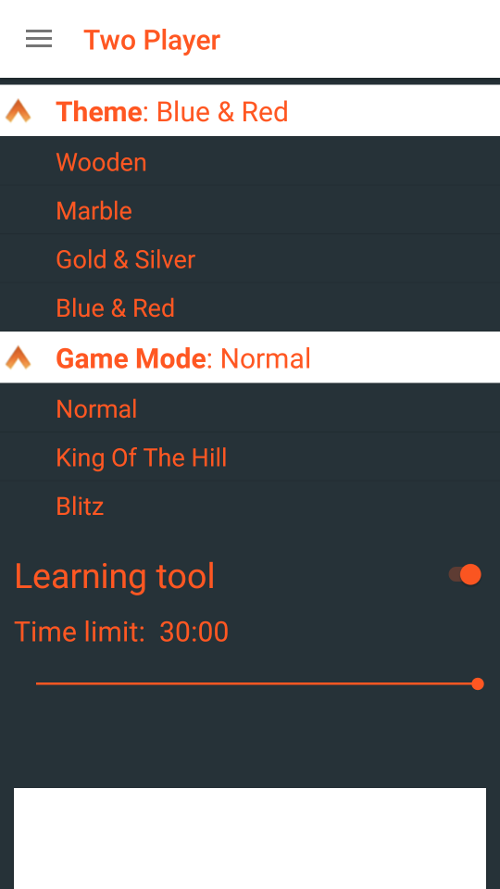 Two Player
Theme: Blue & Red
Wooden
Marble
Gold & Silver
Blue & Red
Game Mode: Normal
Normal
King Of The Hill
Blitz
Learning tool
Time limit: 30:00